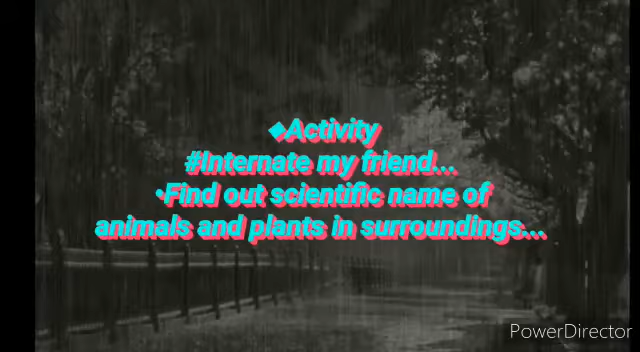 ◆Activity
#Internate my friend...
•Find out scientific name of
animals and plants in surroundings...
PowerDirector